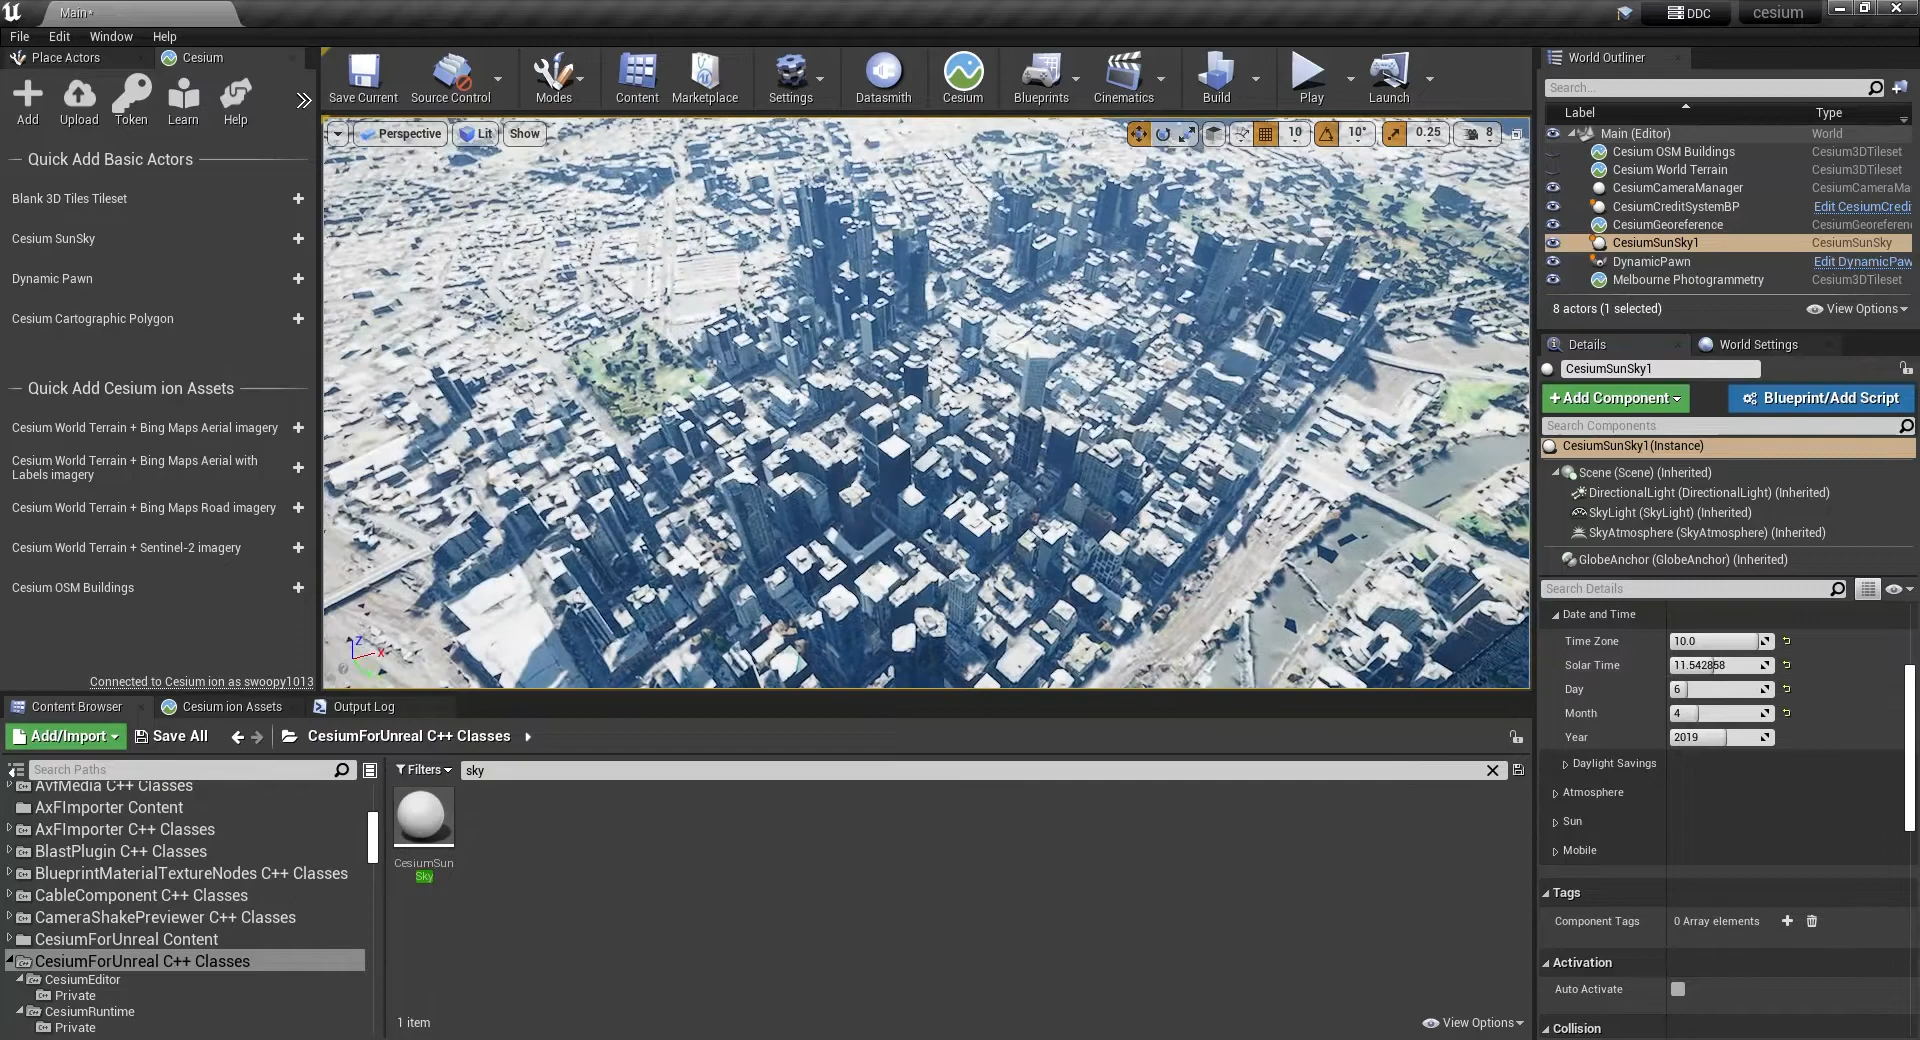 Main*
DDC
cesium
File Edit Window Help
Place Actors
Cesium
Add
Upload
Token
Learn
Help
Quick Add Basic Actors
Blank 3D Tiles Tileset
Cesium SunSky
Dynamic Pawn
Cesium Cartographic Polygon
Quick Add Cesium ion Assets
Cesium World Terrain + Bing Maps Aerial imagery
Cesium World Terrain + Bing Maps Aerial with
Labels imagery
Cesium World Terrain + Bing Maps Road imagery
Cesium World Terrain + Sentinel-2 imagery
Cesium OSM Buildings
Connected to Cesium ion as swoopy1013
Save Current
Source Control
Modes
Content
Marketplace
Settings
Datasmith
Cesium
Blueprints
Cinematics
Build
Play
Launch
Perspective
Lit
Show
10
10°
0.25
8
Z
X
World Outliner
Search...
Label Type
Main (Editor) World
Cesium OSM Buildings Cesium3DTileset
Cesium World Terrain Cesium3DTileset
CesiumCameraManager CesiumCameraMa
CesiumCreditSystemBP Edit CesiumCredi
CesiumGeoreference CesiumGeoreferen
CesiumSunSky1 CesiumSunSky
DynamicPawn Edit DynamicPaw
Melbourne Photogrammetry Cesium3DTileset
8 actors (1 selected)
View Options
Details
World Settings
CesiumSunSky1
+Add Component
Blueprint/Add Script
Search Components
CesiumSunSky1(Instance)
Scene (Scene) (Inherited)
DirectionalLight (DirectionalLight) (Inherited)
SkyLight (SkyLight) (Inherited)
SkyAtmosphere (SkyAtmosphere) (Inherited)
GlobeAnchor (GlobeAnchor) (Inherited)
Search Details
Date and Time
Time Zone 10.0
Solar Time 11.542858
Day 6
Month 4
Year 2019
Daylight Savings
Atmosphere
Sun
Mobile
Tags
Component Tags 0 Array elements
Activation
Auto Activate
Collision
Content Browser
Cesium ion Assets
Output Log
Add/Import
Save All
CesiumForUnreal C++ Classes
Search Paths
AvfMedia C++ Classes
AxFImporter Content
AxFImporter C++ Classes
BlastPlugin C++ Classes
BlueprintMaterialTextureNodes C++ Classes
CableComponent C++ Classes
CameraShakePreviewer C++ Classes
CesiumForUnreal Content
CesiumForUnreal C++ Classes
CesiumEditor
Private
CesiumRuntime
Private
Filters
sky
CesiumSun
Sky
1 item
View Options